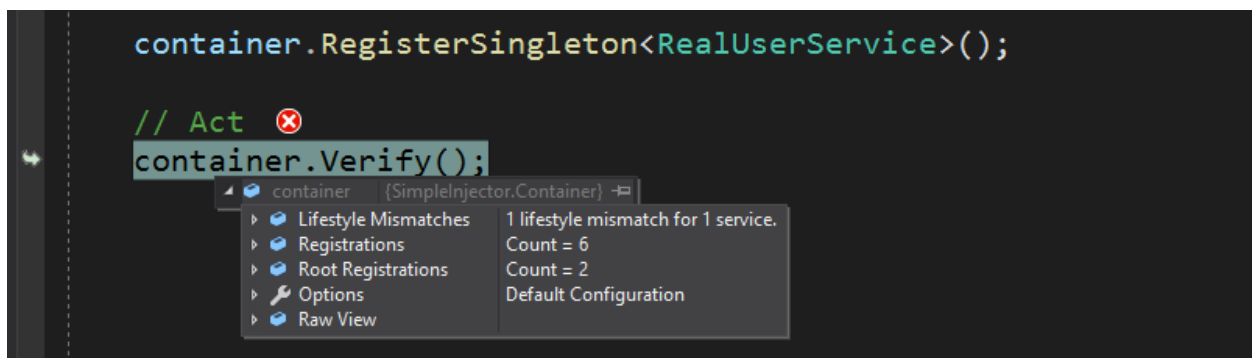 container.RegisterSingleton<RealUserService>();
// Act
container.Verify();
container {SimpleInjector.Container}
Lifestyle Mismatches 1 lifestyle mismatch for 1 service.
Registrations Count = 6
Root Registrations Count = 2
Options Default Configuration
Raw View